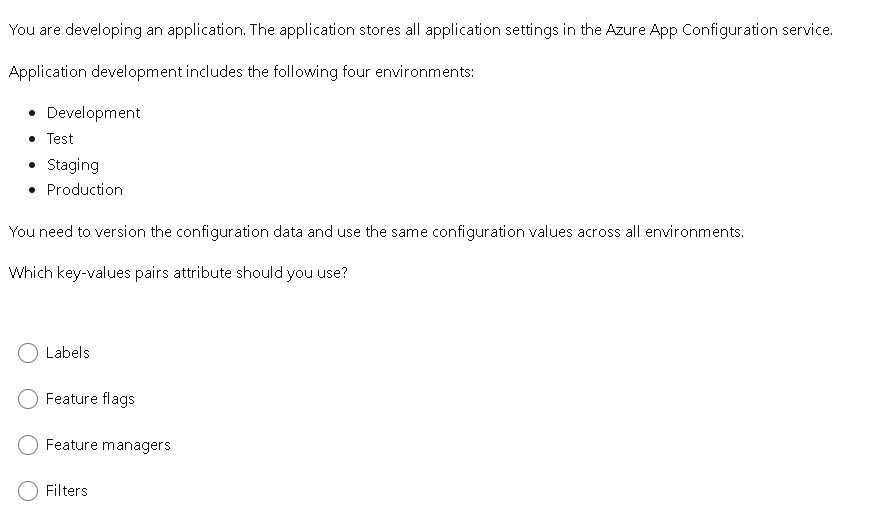 You are developing an application. The application stores all application settings in the Azure App Configuration service.
Application development includes the following four environments:
Development
Test
Staging
Production
You need to version the configuration data and use the same configuration values across all environments.
Which key-values pairs attribute should you use?
Labels
Feature flags
Feature managers
Filters